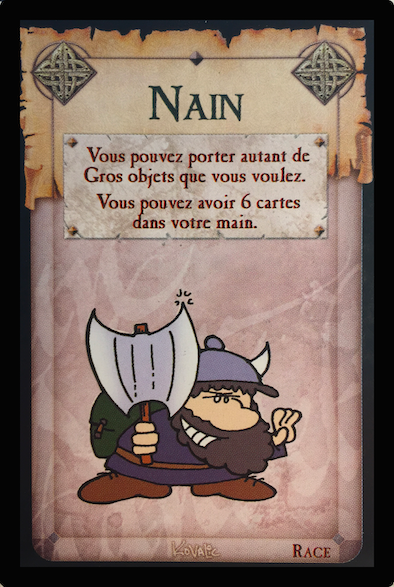 Nain
Vous pouvez porter autant de
Gros objets que vous voulez.
Vous pouvez avoir 6 cartes
dans votre main.
Kovalic
Race